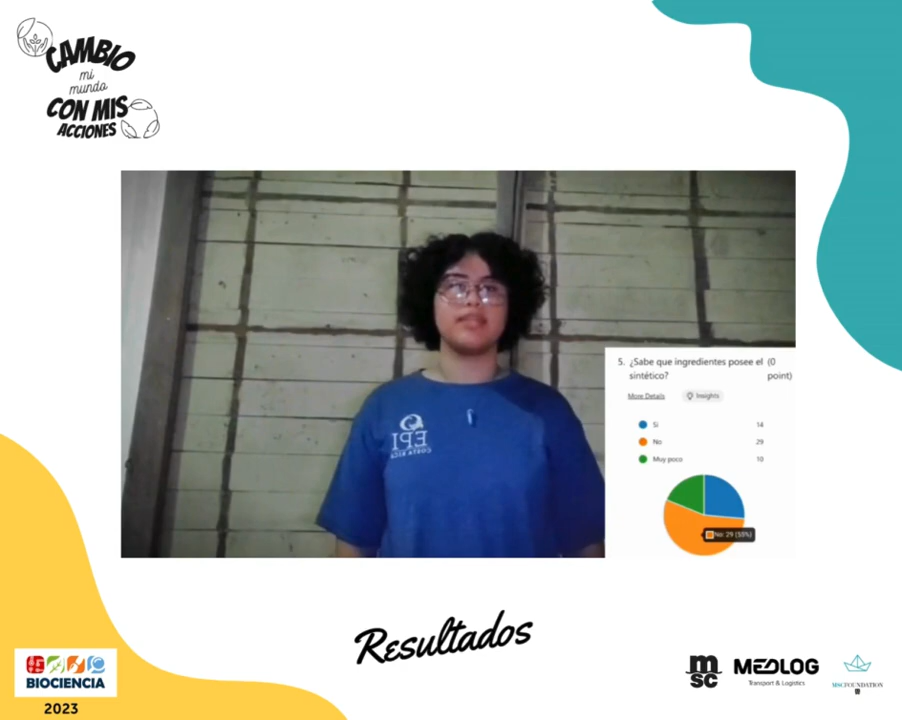 CAMBIO
mi
mundo
CON MIS
ACCIONES
EPI
COSTA RICA
5. ¿Sabe que ingredientes posee el (0
sintético? point)
More Details Insights
Si 14
No 29
Muy poco 10
No: 29 (55%)
Resultados
BIOCIENCIA
2023
msc
MEDLOG
Transport & Logistics
MSCFOUNDATION